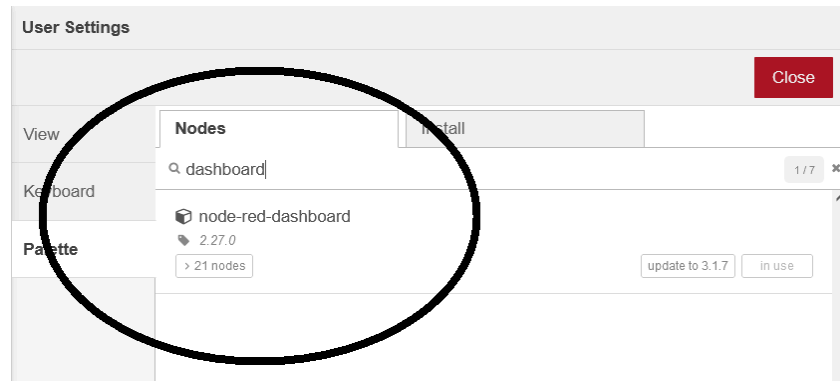 User Settings
Close
View
Nodes
Install
dashboard
1 / 7
Keyboard
node-red-dashboard
2.27.0
Palette
> 21 nodes
update to 3.1.7
in use